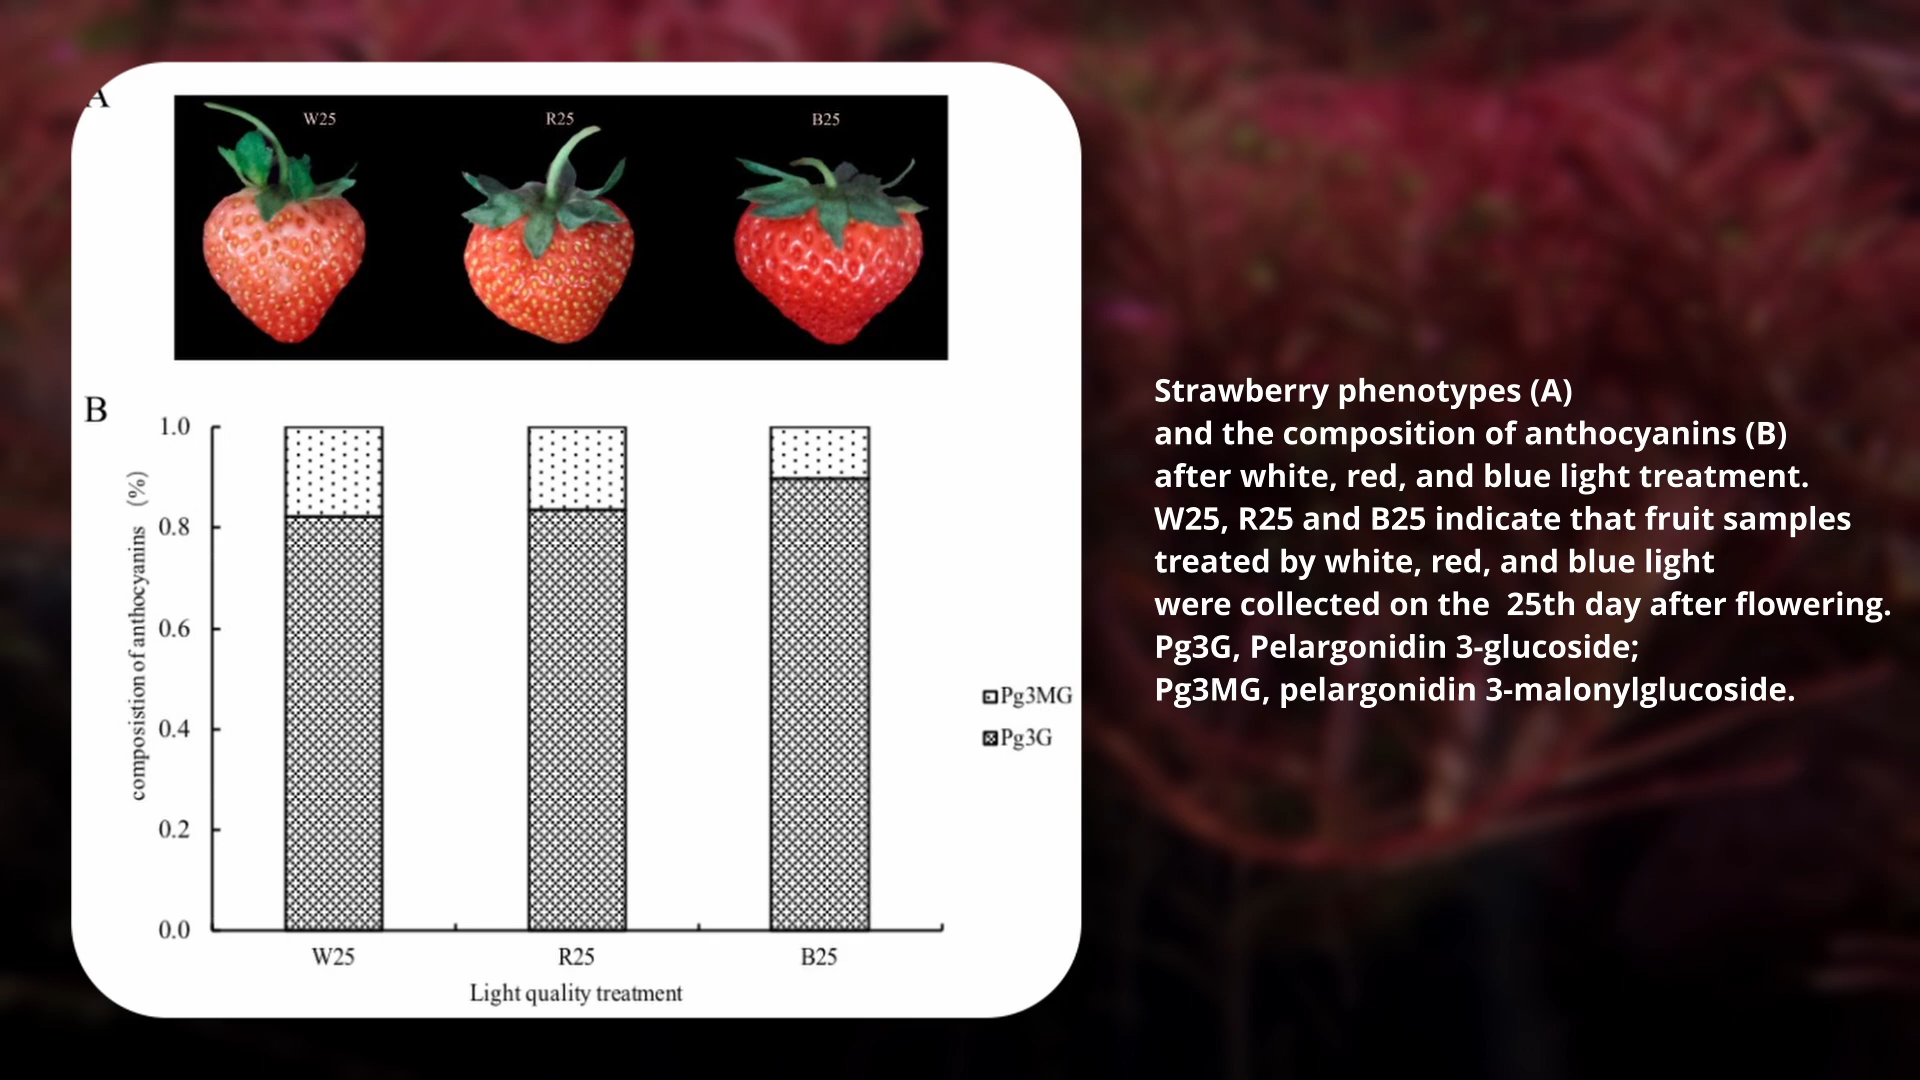 A
W25
R25
B25
B
1.0
0.8
0.6
0.4
0.2
0.0
composistion of anthocyanins (%)
W25
R25
B25
Light quality treatment
Pg3MG
Pg3G
Strawberry phenotypes (A)
and the composition of anthocyanins (B)
after white, red, and blue light treatment.
W25, R25 and B25 indicate that fruit samples
treated by white, red, and blue light
were collected on the  25th day after flowering.
Pg3G, Pelargonidin 3-glucoside;
Pg3MG, pelargonidin 3-malonylglucoside.